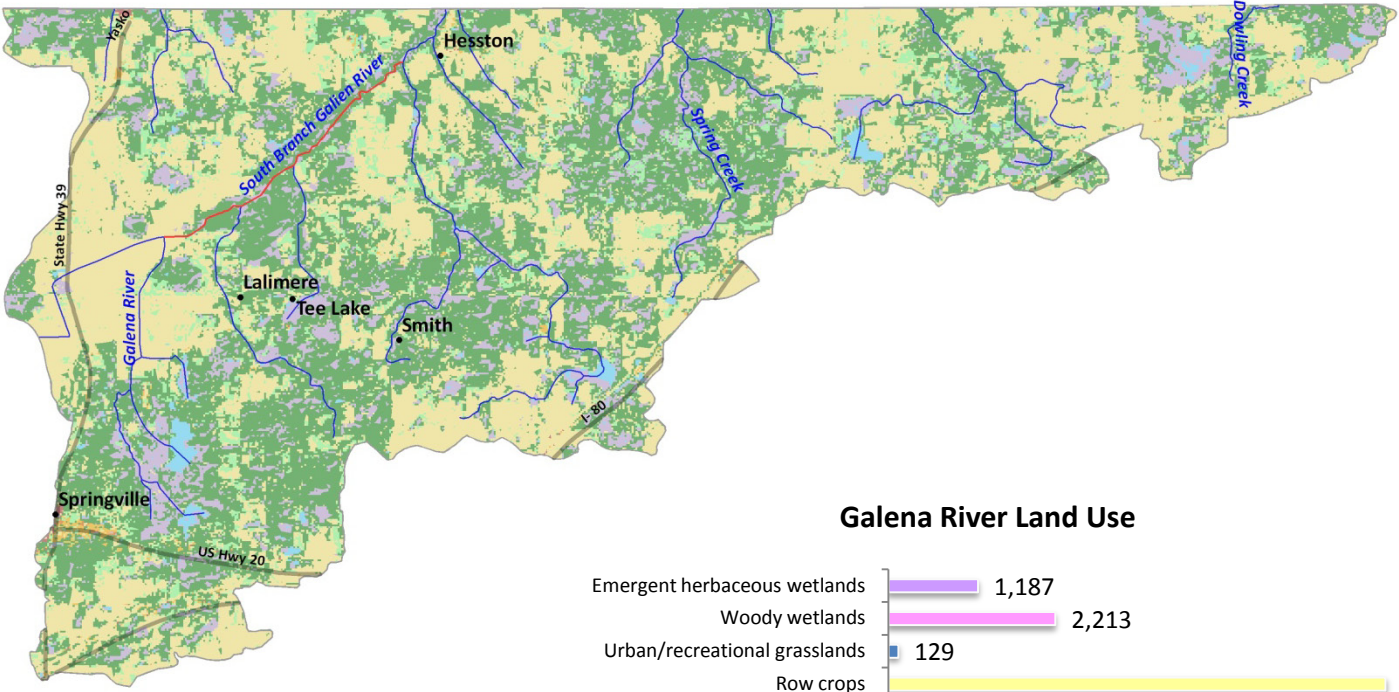 Yasko
Hesston
Dowling Creek
South Branch Galien River
Spring Creek
State Hwy 39
Galena River
Lalimere
Tee Lake
Smith
I- 80
Springville
US Hwy 20
Galena River Land Use
Emergent herbaceous wetlands 1,187
Woody wetlands 2,213
Urban/recreational grasslands 129
Row crops